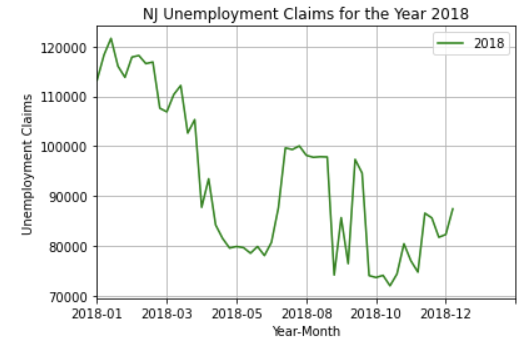 NJ Unemployment Claims for the Year 2018
2018
120000
110000
100000
90000
80000
70000
Unemployment Claims
2018-01 2018-03 2018-05 2018-08 2018-10 2018-12
Year-Month